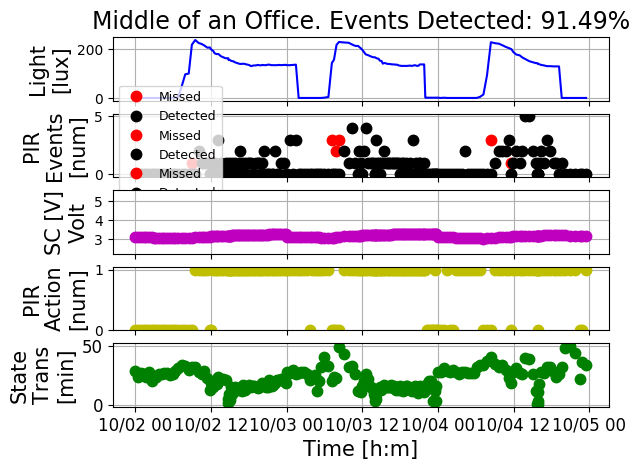 Middle of an Office. Events Detected: 91.49%
Light
[lux]
200
0
Missed
Detected
Missed
Detected
Missed
PIR
Events
[num]
5
0
SC [V]
Volt
5
4
3
PIR
Action
[num]
1
0
State
Trans
[min]
50
0
10/02 00 10/02 12 10/03 00 10/03 12 10/04 00 10/04 12 10/05 00
Time [h:m]